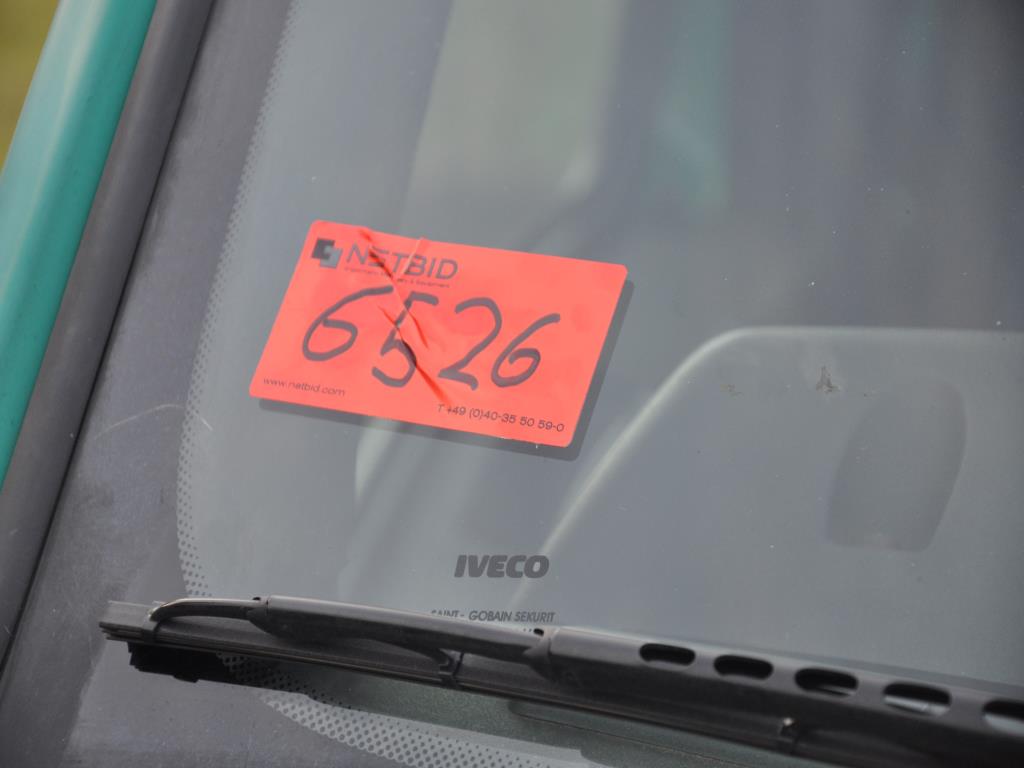 NETBID
6526
www.netbid.com
T +49 (0)40-35 50 59-0
IVECO
SAINT - GOBAIN SEKURIT